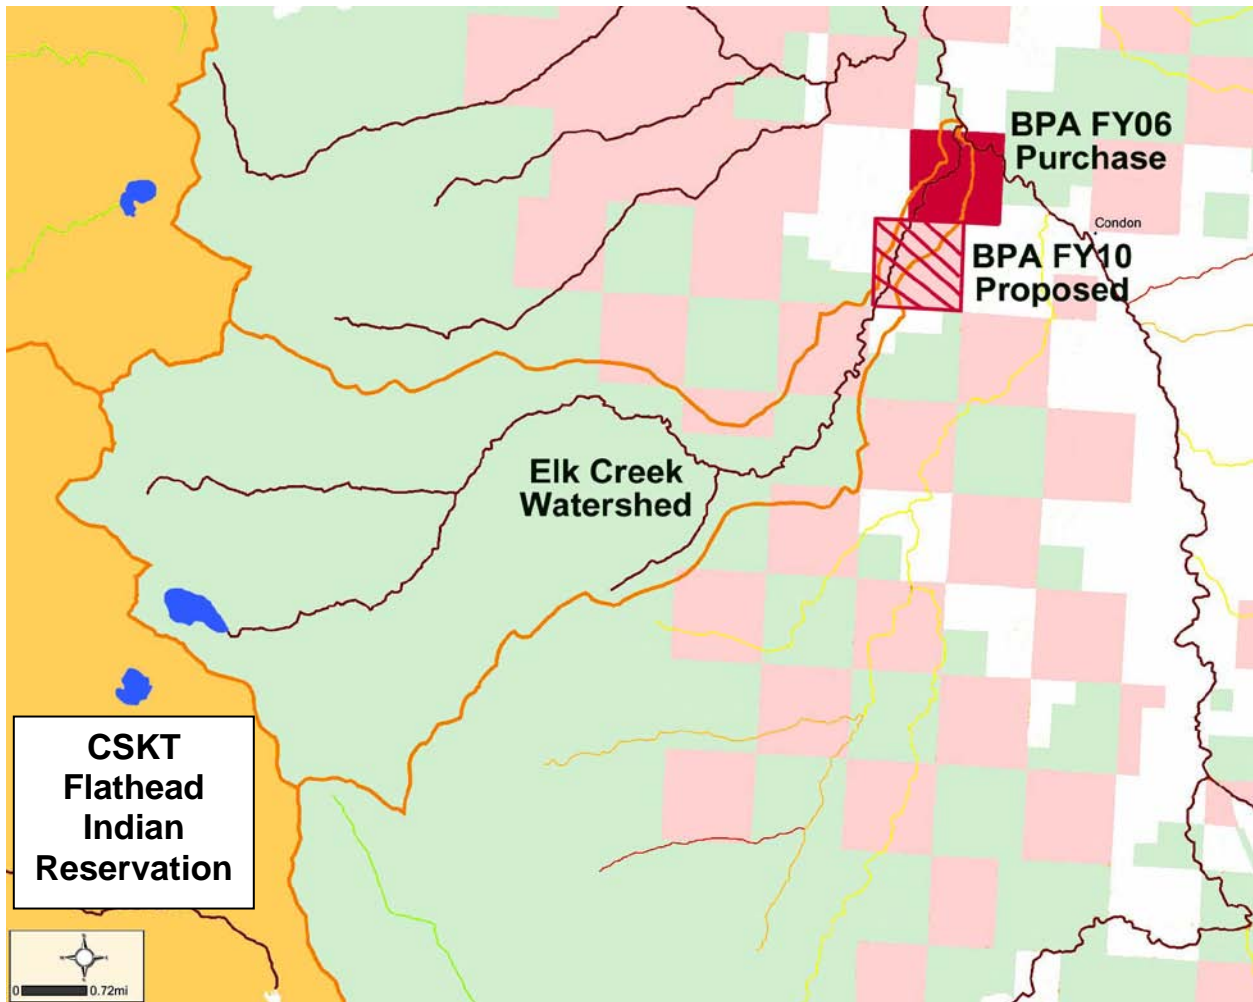 BPA FY06
Purchase
Condon
BPA FY10
Proposed
Elk Creek
Watershed
CSKT
Flathead
Indian
Reservation
0 0.72mi